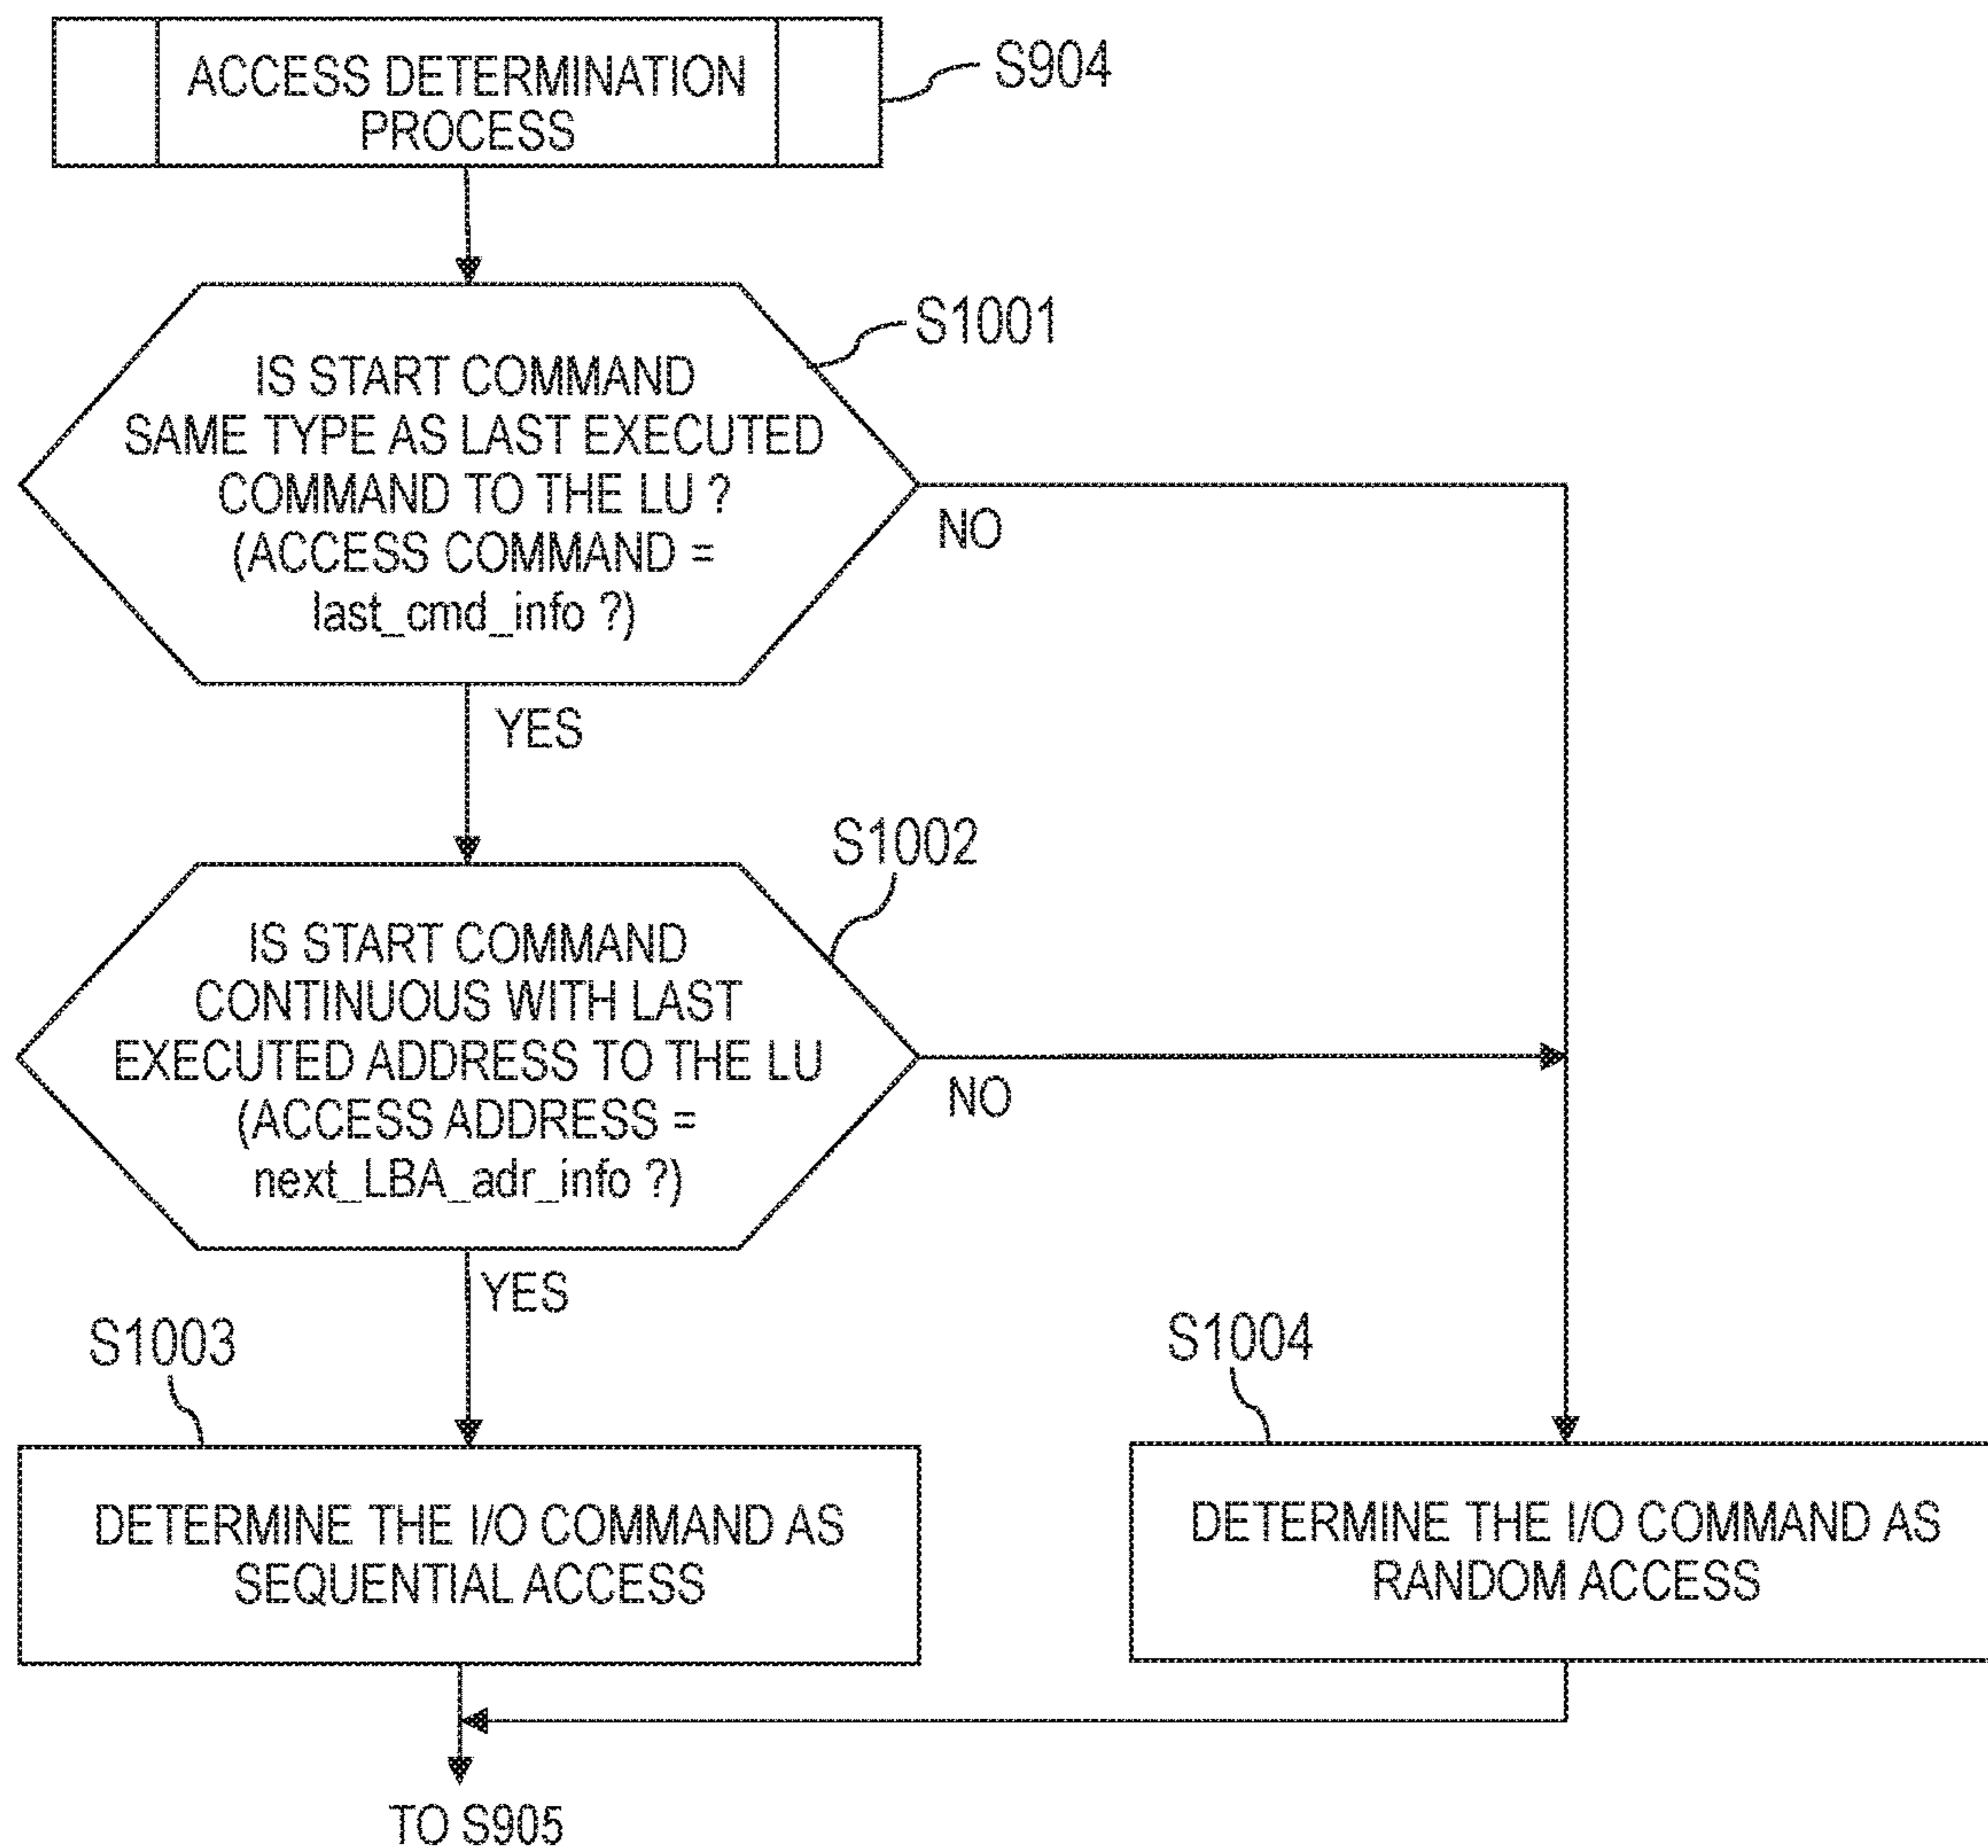 ACCESS DETERMINATION
PROCESS
S904
S1001
IS START COMMAND
SAME TYPE AS LAST EXECUTED
COMMAND TO THE LU ?
(ACCESS COMMAND =
last_cmd_info ?)
NO
YES
S1002
IS START COMMAND
CONTINUOUS WITH LAST
EXECUTED ADDRESS TO THE LU
(ACCESS ADDRESS =
next_LBA_adr_info ?)
NO
YES
S1003
S1004
DETERMINE THE I/O COMMAND AS
SEQUENTIAL ACCESS
DETERMINE THE I/O COMMAND AS
RANDOM ACCESS
TO S905